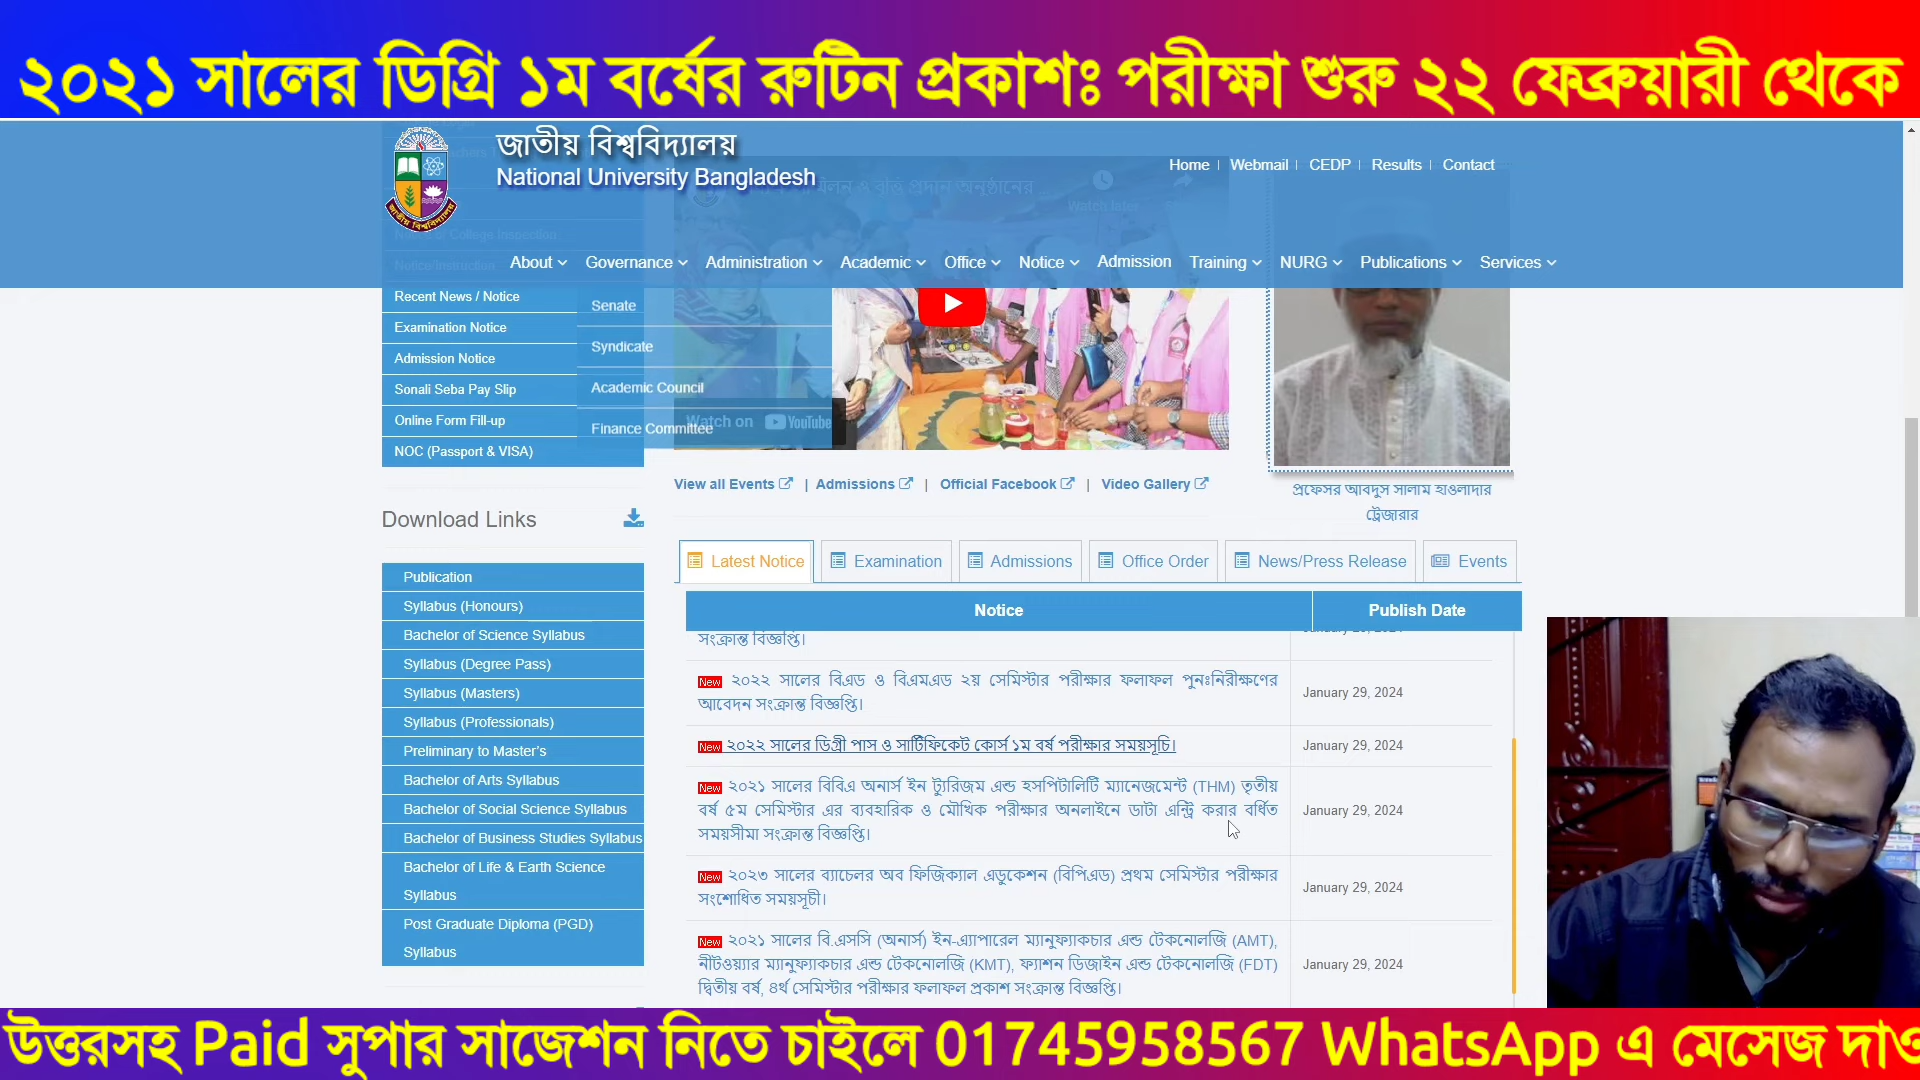 ২০২১ সালের ডিগ্রি ১ম বর্ষের রুটিন প্রকাশঃ পরীক্ষা শুরু ২২ ফেব্রুয়ারী থেকে
জাতীয় বিশ্ববিদ্যালয়
National University Bangladesh
Home
Webmail
CEDP
Results
Contact
মিলন ও বৃত্তি প্রদান অনুষ্ঠানের ...
Watch later
College Inspection
About
Governance
Administration
Academic
Office
Notice
Admission
Training
NURG
Publications
Services
Recent News / Notice
Examination Notice
Admission Notice
Sonali Seba Pay Slip
Online Form Fill-up
NOC (Passport & VISA)
Senate
Syndicate
Academic Council
Finance Committee
Watch on YouTube
View all Events | Admissions | Official Facebook | Video Gallery
প্রফেসর আবদুস সালাম হাওলাদার
ট্রেজারার
Download Links
Publication
Syllabus (Honours)
Bachelor of Science Syllabus
Syllabus (Degree Pass)
Syllabus (Masters)
Syllabus (Professionals)
Preliminary to Master's
Bachelor of Arts Syllabus
Bachelor of Social Science Syllabus
Bachelor of Business Studies Syllabus
Bachelor of Life & Earth Science
Syllabus
Post Graduate Diploma (PGD)
Syllabus
Latest Notice
Examination
Admissions
Office Order
News/Press Release
Events
Notice
Publish Date
সংক্রান্ত বিজ্ঞপ্তি।
New ২০২২ সালের বিএড ও বিএমএড ২য় সেমিস্টার পরীক্ষার ফলাফল পুনঃনিরীক্ষণের
আবেদন সংক্রান্ত বিজ্ঞপ্তি।
January 29, 2024
New ২০২২ সালের ডিগ্রী পাস ও সার্টিফিকেট কোর্স ১ম বর্ষ পরীক্ষার সময়সূচি।
January 29, 2024
New ২০২১ সালের বিবিএ অনার্স ইন ট্যুরিজম এন্ড হসপিটালিটি ম্যানেজমেন্ট (THM) তৃতীয়
বর্ষ ৫ম সেমিস্টার এর ব্যবহারিক ও মৌখিক পরীক্ষার অনলাইনে ডাটা এন্ট্রি করার বর্ধিত
সময়সীমা সংক্রান্ত বিজ্ঞপ্তি।
January 29, 2024
New ২০২৩ সালের ব্যাচেলর অব ফিজিক্যাল এডুকেশন (বিপিএড) প্রথম সেমিস্টার পরীক্ষার
সংশোধিত সময়সূচী।
January 29, 2024
New ২০২১ সালের বি.এসসি (অনার্স) ইন-এ্যাপারেল ম্যানুফ্যাকচার এন্ড টেকনোলজি (AMT),
নীটওয়্যার ম্যানুফ্যাকচার এন্ড টেকনোলজি (KMT), ফ্যাশন ডিজাইন এন্ড টেকনোলজি (FDT)
দ্বিতীয় বর্ষ, ৪র্থ সেমিস্টার পরীক্ষার ফলাফল প্রকাশ সংক্রান্ত বিজ্ঞপ্তি।
January 29, 2024
উত্তরসহ Paid সুপার সাজেশন নিতে চাইলে 01745958567 WhatsApp এ মেসেজ দাও